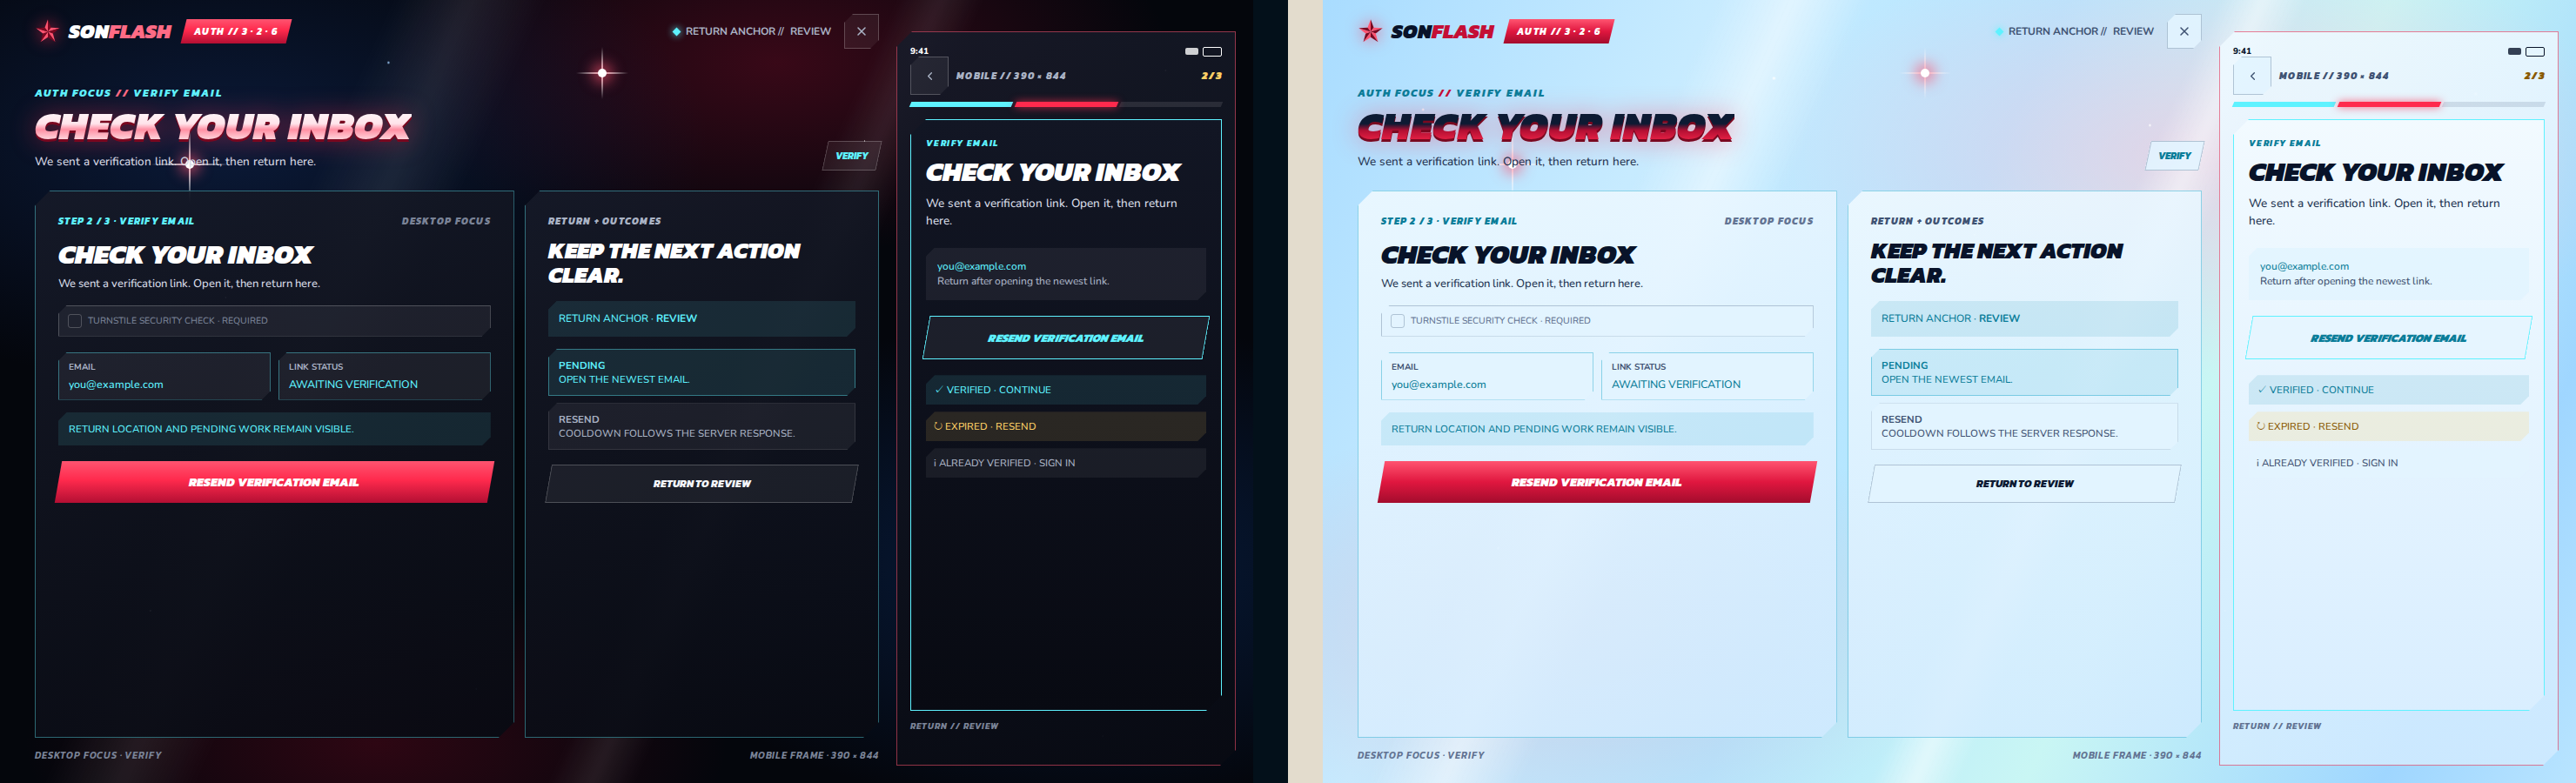 SONFLASH
AUTH // 3 · 2 · 6
RETURN ANCHOR // REVIEW
AUTH FOCUS // VERIFY EMAIL
CHECK YOUR INBOX
We sent a verification link. Open it, then return here.
VERIFY
STEP 2 / 3 · VERIFY EMAIL
DESKTOP FOCUS
CHECK YOUR INBOX
We sent a verification link. Open it, then return here.
TURNSTILE SECURITY CHECK · REQUIRED
EMAIL
you@example.com
LINK STATUS
AWAITING VERIFICATION
RETURN LOCATION AND PENDING WORK REMAIN VISIBLE.
RESEND VERIFICATION EMAIL
RETURN + OUTCOMES
KEEP THE NEXT ACTION
CLEAR.
RETURN ANCHOR · REVIEW
PENDING
OPEN THE NEWEST EMAIL.
RESEND
COOLDOWN FOLLOWS THE SERVER RESPONSE.
RETURN TO REVIEW
DESKTOP FOCUS · VERIFY
MOBILE FRAME · 390 × 844
9:41
MOBILE // 390 × 844
2/3
VERIFY EMAIL
CHECK YOUR INBOX
We sent a verification link. Open it, then return
here.
you@example.com
Return after opening the newest link.
RESEND VERIFICATION EMAIL
✓ VERIFIED · CONTINUE
↻ EXPIRED · RESEND
i ALREADY VERIFIED · SIGN IN
RETURN // REVIEW
SONFLASH
AUTH // 3 · 2 · 6
RETURN ANCHOR // REVIEW
AUTH FOCUS // VERIFY EMAIL
CHECK YOUR INBOX
We sent a verification link. Open it, then return here.
VERIFY
STEP 2 / 3 · VERIFY EMAIL
DESKTOP FOCUS
CHECK YOUR INBOX
We sent a verification link. Open it, then return here.
TURNSTILE SECURITY CHECK · REQUIRED
EMAIL
you@example.com
LINK STATUS
AWAITING VERIFICATION
RETURN LOCATION AND PENDING WORK REMAIN VISIBLE.
RESEND VERIFICATION EMAIL
RETURN + OUTCOMES
KEEP THE NEXT ACTION
CLEAR.
RETURN ANCHOR · REVIEW
PENDING
OPEN THE NEWEST EMAIL.
RESEND
COOLDOWN FOLLOWS THE SERVER RESPONSE.
RETURN TO REVIEW
DESKTOP FOCUS · VERIFY
MOBILE FRAME · 390 × 844
9:41
MOBILE // 390 × 844
2/3
VERIFY EMAIL
CHECK YOUR INBOX
We sent a verification link. Open it, then return
here.
you@example.com
Return after opening the newest link.
RESEND VERIFICATION EMAIL
✓ VERIFIED · CONTINUE
↻ EXPIRED · RESEND
i ALREADY VERIFIED · SIGN IN
RETURN // REVIEW